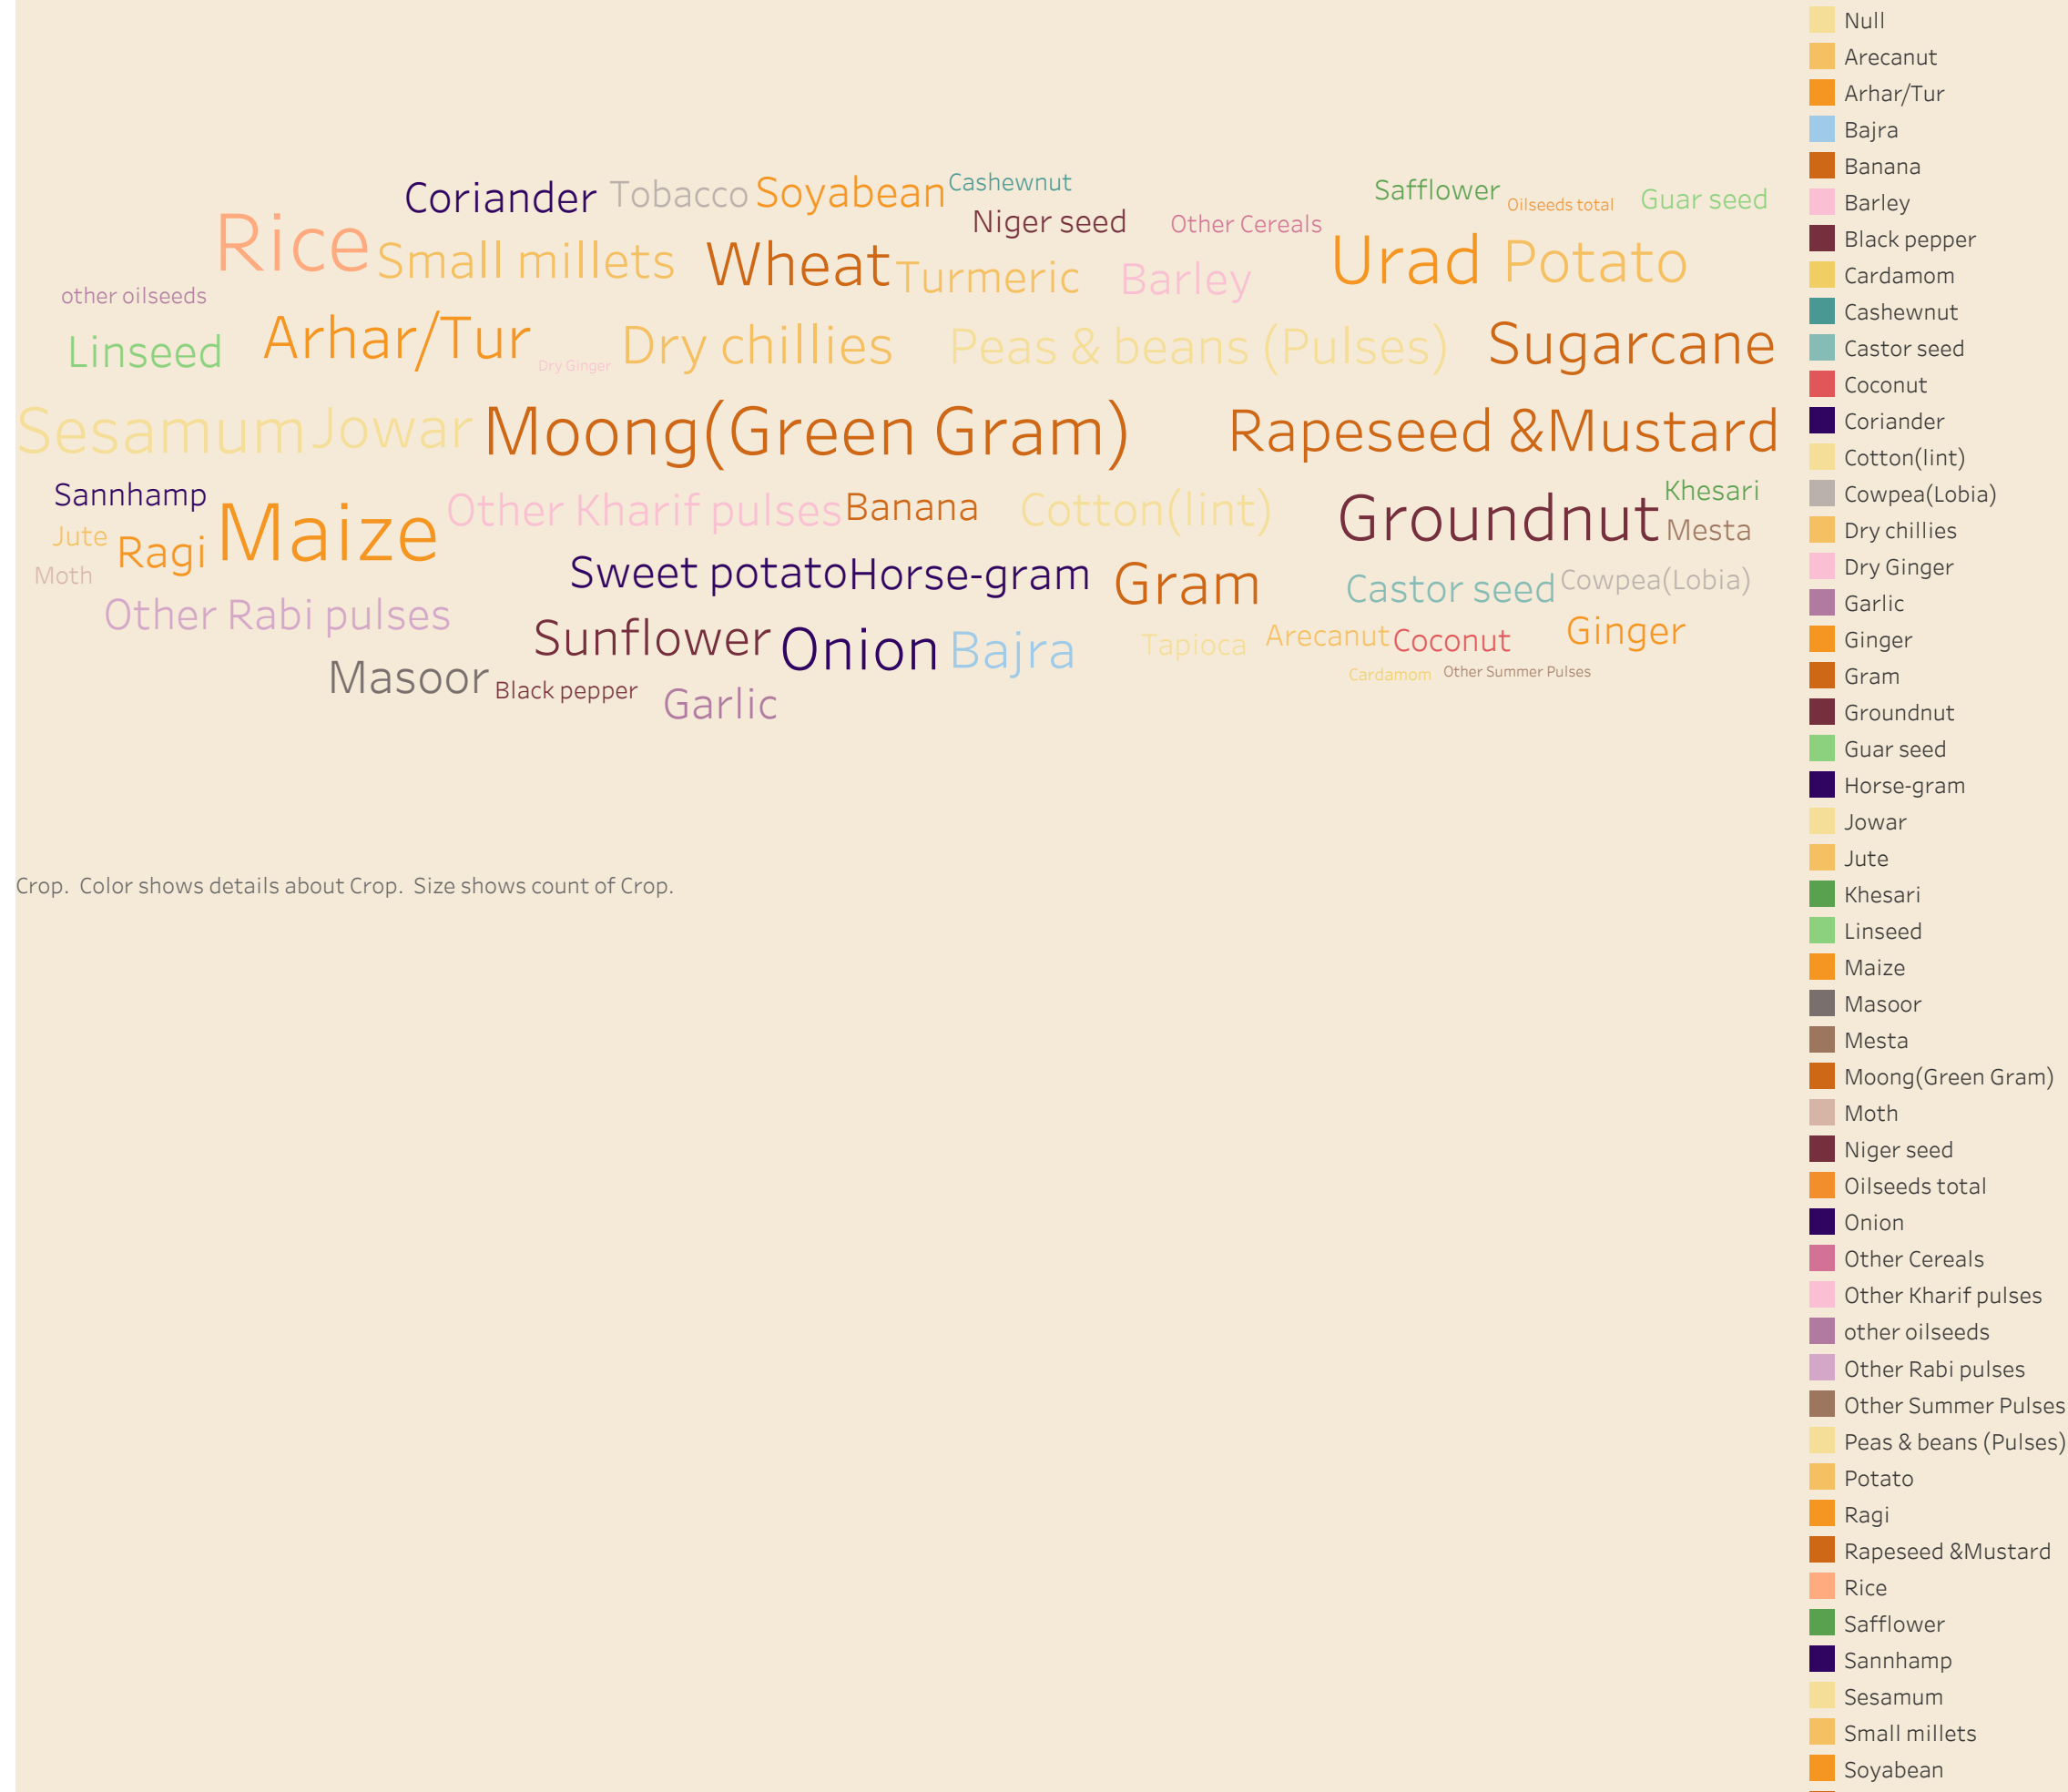 Coriander Tobacco Soyabean Cashewnut Safflower Oilseeds total Guar seed
Niger seed Other Cereals
Rice Small millets Wheat Turmeric Barley Urad Potato
other oilseeds
Linseed Arhar/Tur Dry Ginger Dry chillies Peas & beans (Pulses) Sugarcane
Sesamum Jowar Moong(Green Gram) Rapeseed &Mustard
Sannhamp Maize Other Kharif pulses Banana Cotton(lint) Groundnut Khesari
Jute Ragi Mesta
Moth Sweet potato Horse-gram Gram Castor seed Cowpea(Lobia)
Other Rabi pulses Sunflower Onion Bajra Tapioca Arecanut Coconut Ginger
Masoor Black pepper Garlic Cardamom Other Summer Pulses
Crop. Color shows details about Crop. Size shows count of Crop.
Null
Arecanut
Arhar/Tur
Bajra
Banana
Barley
Black pepper
Cardamom
Cashewnut
Castor seed
Coconut
Coriander
Cotton(lint)
Cowpea(Lobia)
Dry chillies
Dry Ginger
Garlic
Ginger
Gram
Groundnut
Guar seed
Horse-gram
Jowar
Jute
Khesari
Linseed
Maize
Masoor
Mesta
Moong(Green Gram)
Moth
Niger seed
Oilseeds total
Onion
Other Cereals
Other Kharif pulses
other oilseeds
Other Rabi pulses
Other Summer Pulses
Peas & beans (Pulses)
Potato
Ragi
Rapeseed &Mustard
Rice
Safflower
Sannhamp
Sesamum
Small millets
Soyabean